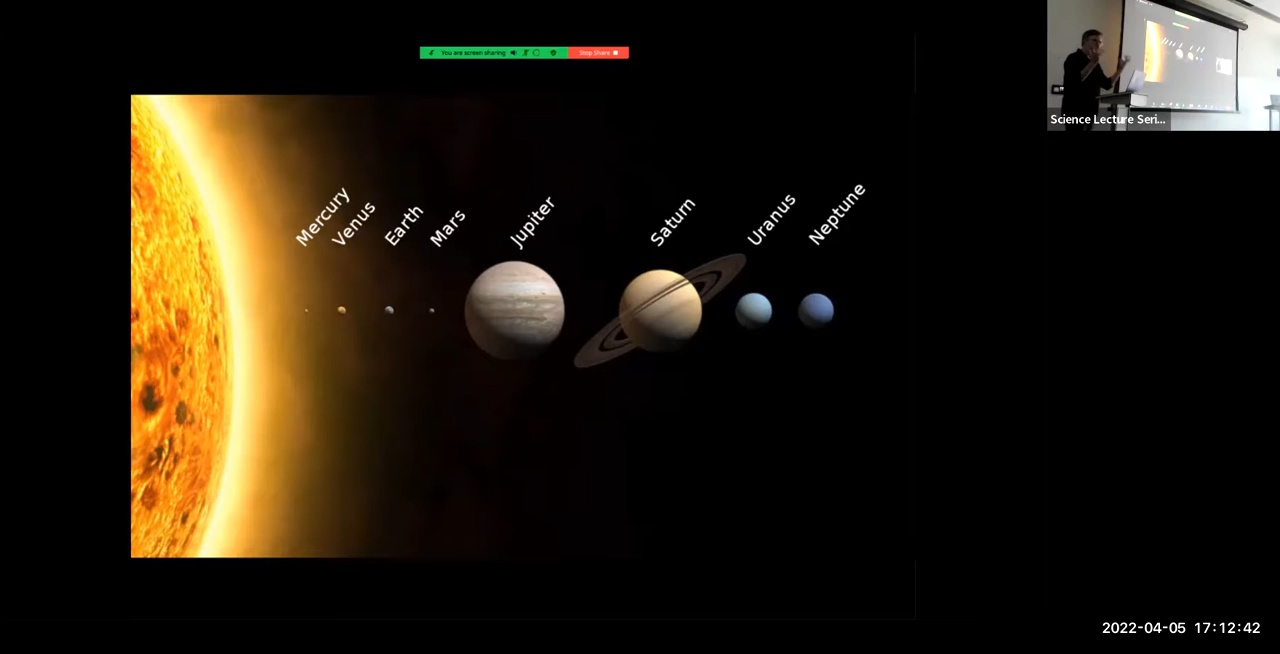 You are screen sharing
Stop Share
Science Lecture Seri...
Mercury
Venus
Earth
Mars
Jupiter
Saturn
Uranus
Neptune
2022-04-05 17:12:42